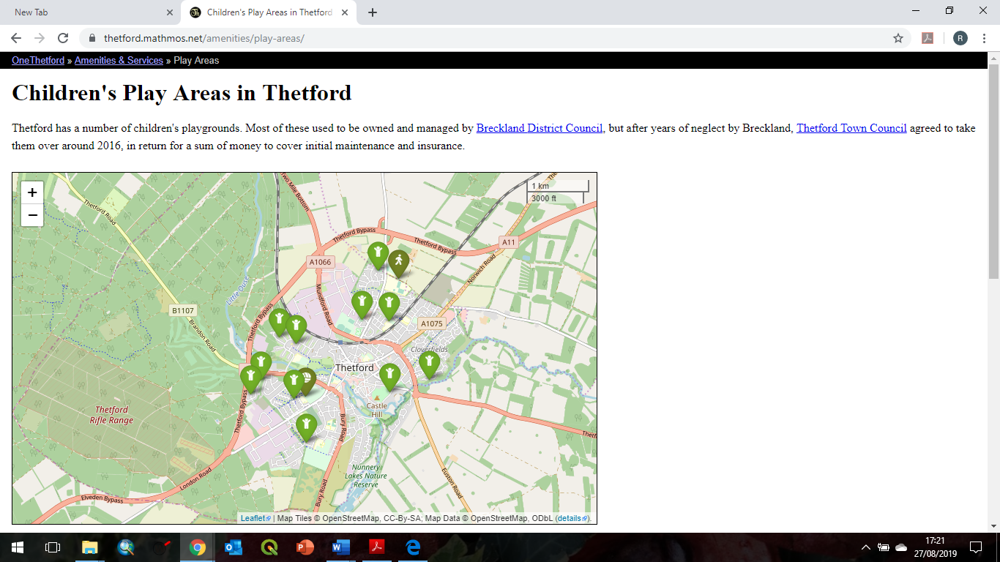 New Tab
Children's Play Areas in Thetford
thetford.mathmos.net/amenities/play-areas/
R
OneThetford » Amenities & Services » Play Areas
Children's Play Areas in Thetford
Thetford has a number of children's playgrounds. Most of these used to be owned and managed by Breckland District Council, but after years of neglect by Breckland, Thetford Town Council agreed to take
them over around 2016, in return for a sum of money to cover initial maintenance and insurance.
+
−
1 km
3000 ft
Two Mile Bottom
Thetford Road
Thetford Bypass
Thetford Bypass
A11
A1066
Norwich Road
Little Ouse
Mundford Road
B1107
Thetford Bypass
Brandon Road
A1075
Cloverfields
Thetford
Castle
Hill
Thetford
Rifle Range
Thetford Bypass
Bury Road
Nunnery
Lakes Nature
Reserve
London Road
Euston Road
Elveden Bypass
Bury Road
Leaflet | Map Tiles © OpenStreetMap, CC-By-SA; Map Data © OpenStreetMap, ODbL (details).
17:21
27/08/2019